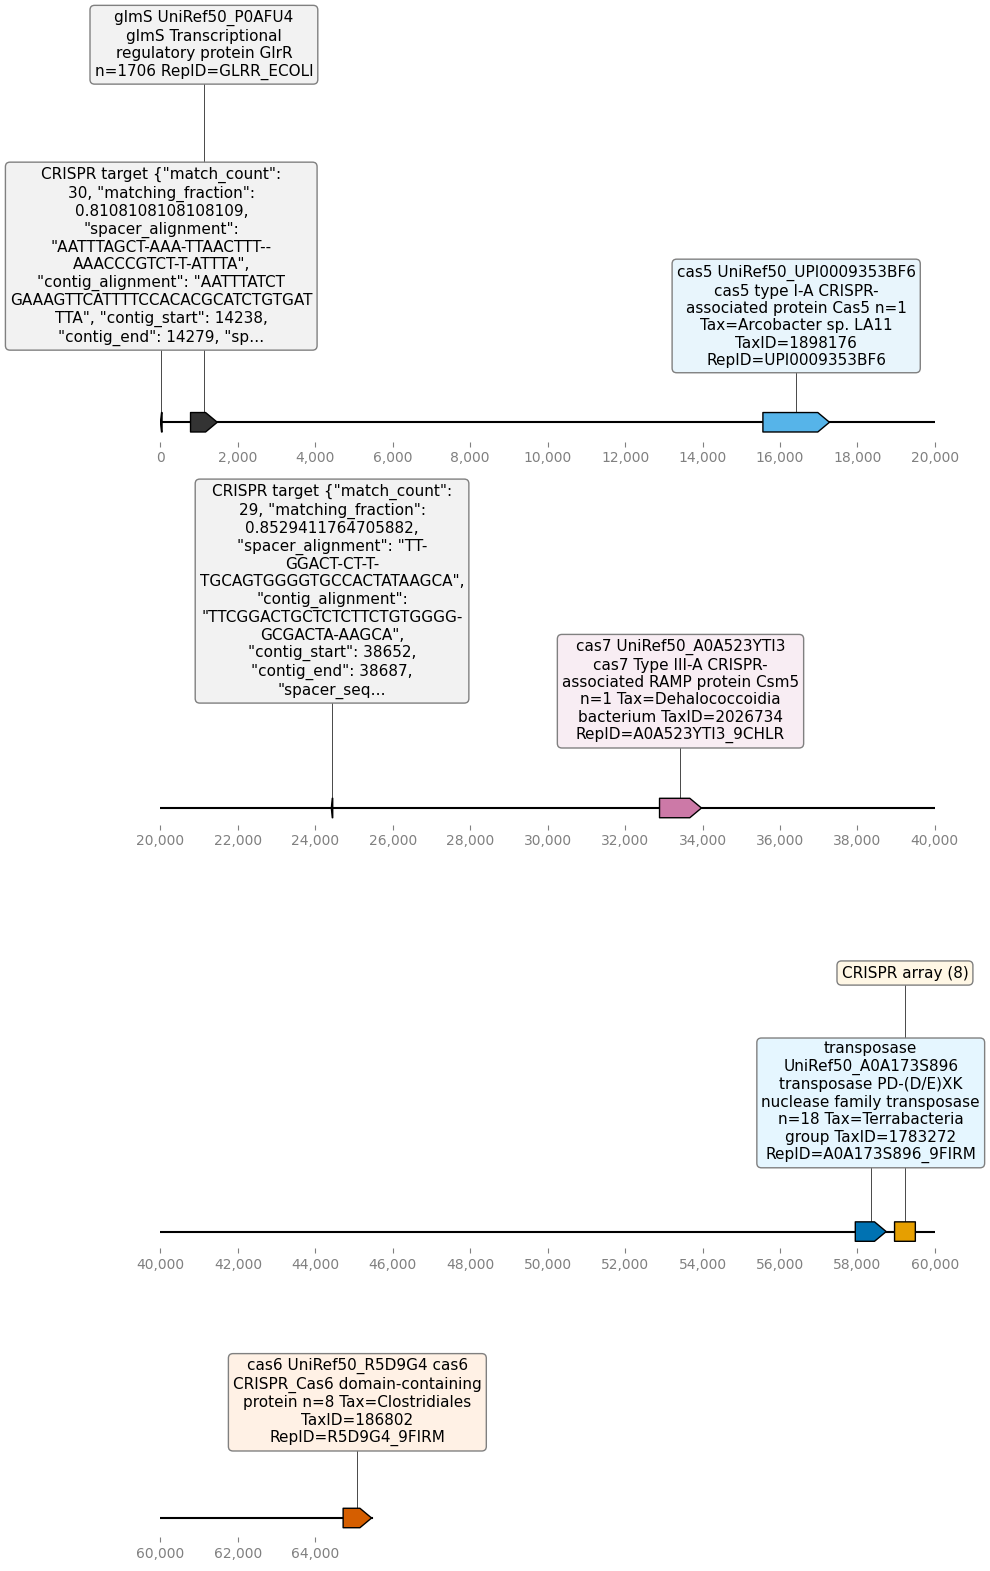 glmS UniRef50_P0AFU4
glmS Transcriptional
regulatory protein GlrR
n=1706 RepID=GLRR_ECOLI
CRISPR target {"match_count":
30, "matching_fraction":
0.8108108108108109,
"spacer_alignment":
"AATTTAGCT-AAA-TTAACTTT--
AAACCCGTCT-T-ATTTA",
"contig_alignment": "AATTTATCT
GAAAGTTCATTTTCCACACGCATCTGTGAT
TTA", "contig_start": 14238,
"contig_end": 14279, "sp...
cas5 UniRef50_UPI0009353BF6
cas5 type I-A CRISPR-
associated protein Cas5 n=1
Tax=Arcobacter sp. LA11
TaxID=1898176
RepID=UPI0009353BF6
0 2,000 4,000 6,000 8,000 10,000 12,000 14,000 16,000 18,000 20,000
CRISPR target {"match_count":
29, "matching_fraction":
0.8529411764705882,
"spacer_alignment": "TT-
GGACT-CT-T-
TGCAGTGGGGTGCCACTATAAGCA",
"contig_alignment":
"TTCGGACTGCTCTCTTCTGTGGGG-
GCGACTA-AAGCA",
"contig_start": 38652,
"contig_end": 38687,
"spacer_seq...
cas7 UniRef50_A0A523YTI3
cas7 Type III-A CRISPR-
associated RAMP protein Csm5
n=1 Tax=Dehalococcoidia
bacterium TaxID=2026734
RepID=A0A523YTI3_9CHLR
20,000 22,000 24,000 26,000 28,000 30,000 32,000 34,000 36,000 38,000 40,000
CRISPR array (8)
transposase
UniRef50_A0A173S896
transposase PD-(D/E)XK
nuclease family transposase
n=18 Tax=Terrabacteria
group TaxID=1783272
RepID=A0A173S896_9FIRM
40,000 42,000 44,000 46,000 48,000 50,000 52,000 54,000 56,000 58,000 60,000
cas6 UniRef50_R5D9G4 cas6
CRISPR_Cas6 domain-containing
protein n=8 Tax=Clostridiales
TaxID=186802
RepID=R5D9G4_9FIRM
60,000 62,000 64,000